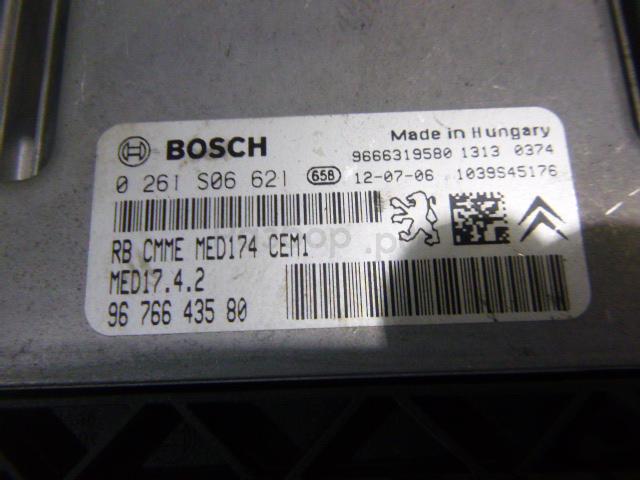 BOSCH
Made in Hungary
9666319580 1313 0374
0 261 S06 621 658 12-07-06 1039S45176
RB CMME MED174 CEM1
MED17.4.2
96 766 435 80